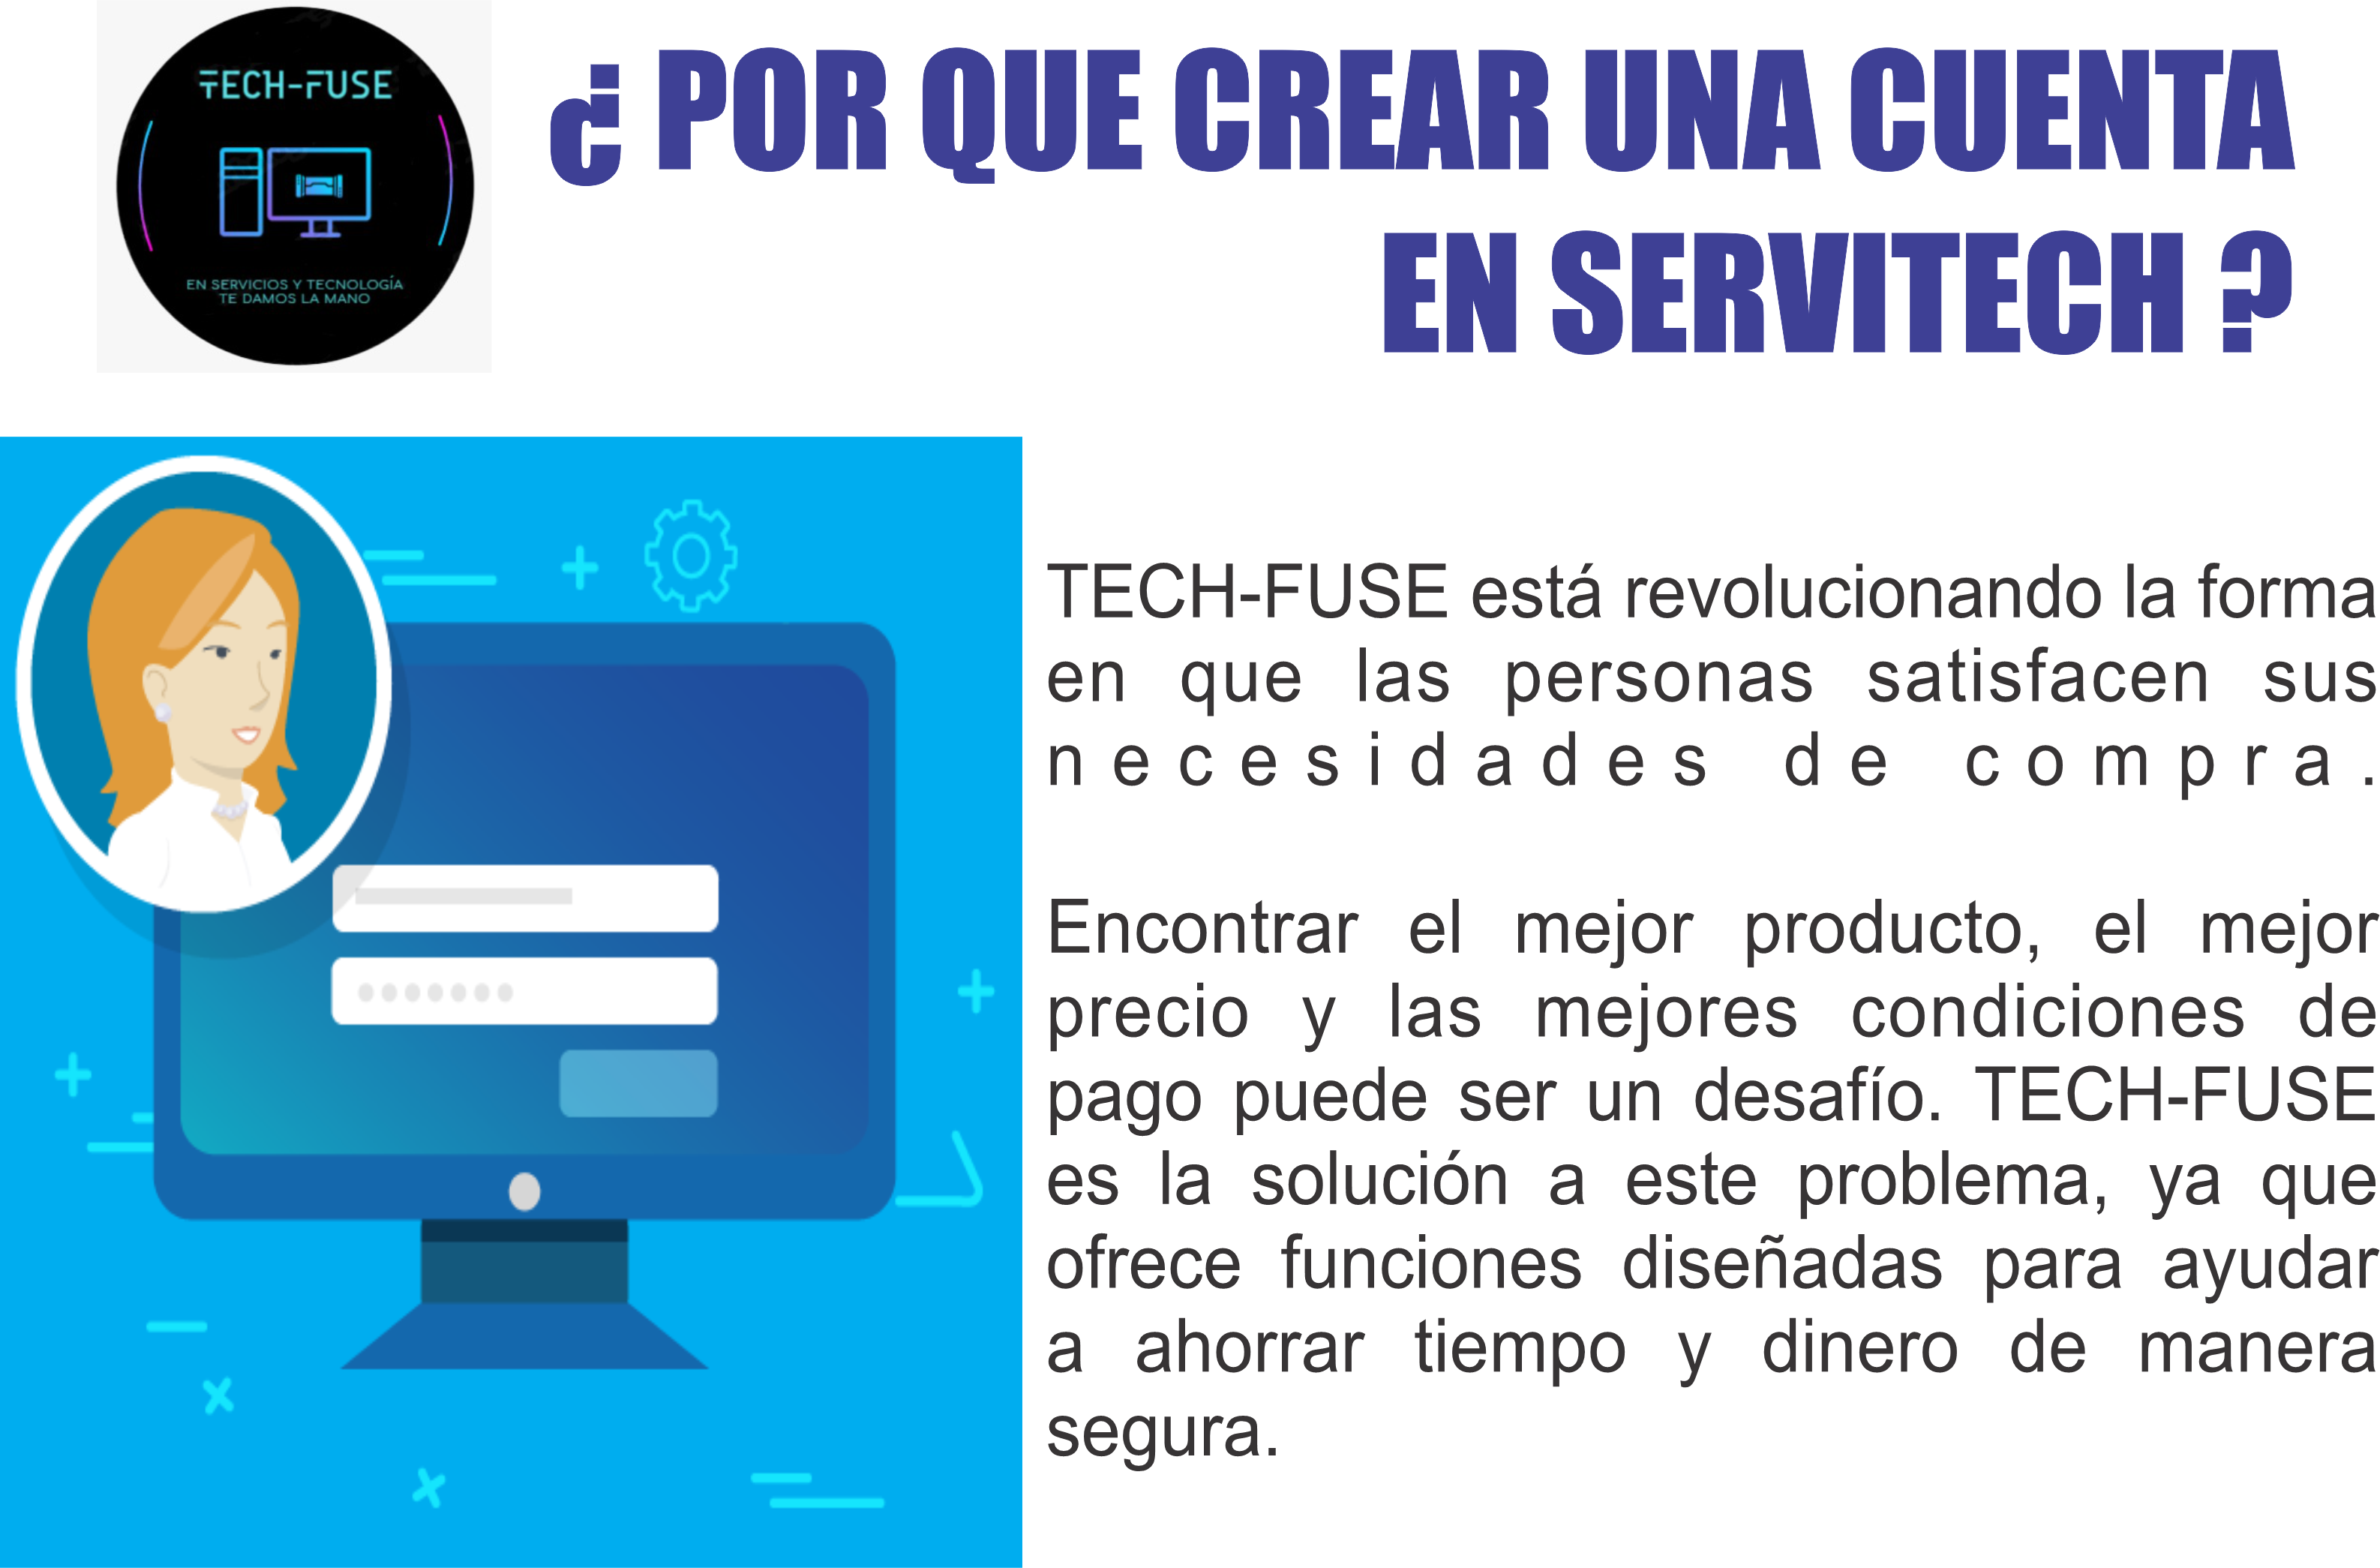 TECH-FUSE
EN SERVICIOS Y TECNOLOGÍA
TE DAMOS LA MANO
¿ POR QUE CREAR UNA CUENTA
EN SERVITECH ?
TECH-FUSE está revolucionando la forma
en que las personas satisfacen sus
necesidades de compra.
Encontrar el mejor producto, el mejor
precio y las mejores condiciones de
pago puede ser un desafío. TECH-FUSE
es la solución a este problema, ya que
ofrece funciones diseñadas para ayudar
a ahorrar tiempo y dinero de manera
segura.